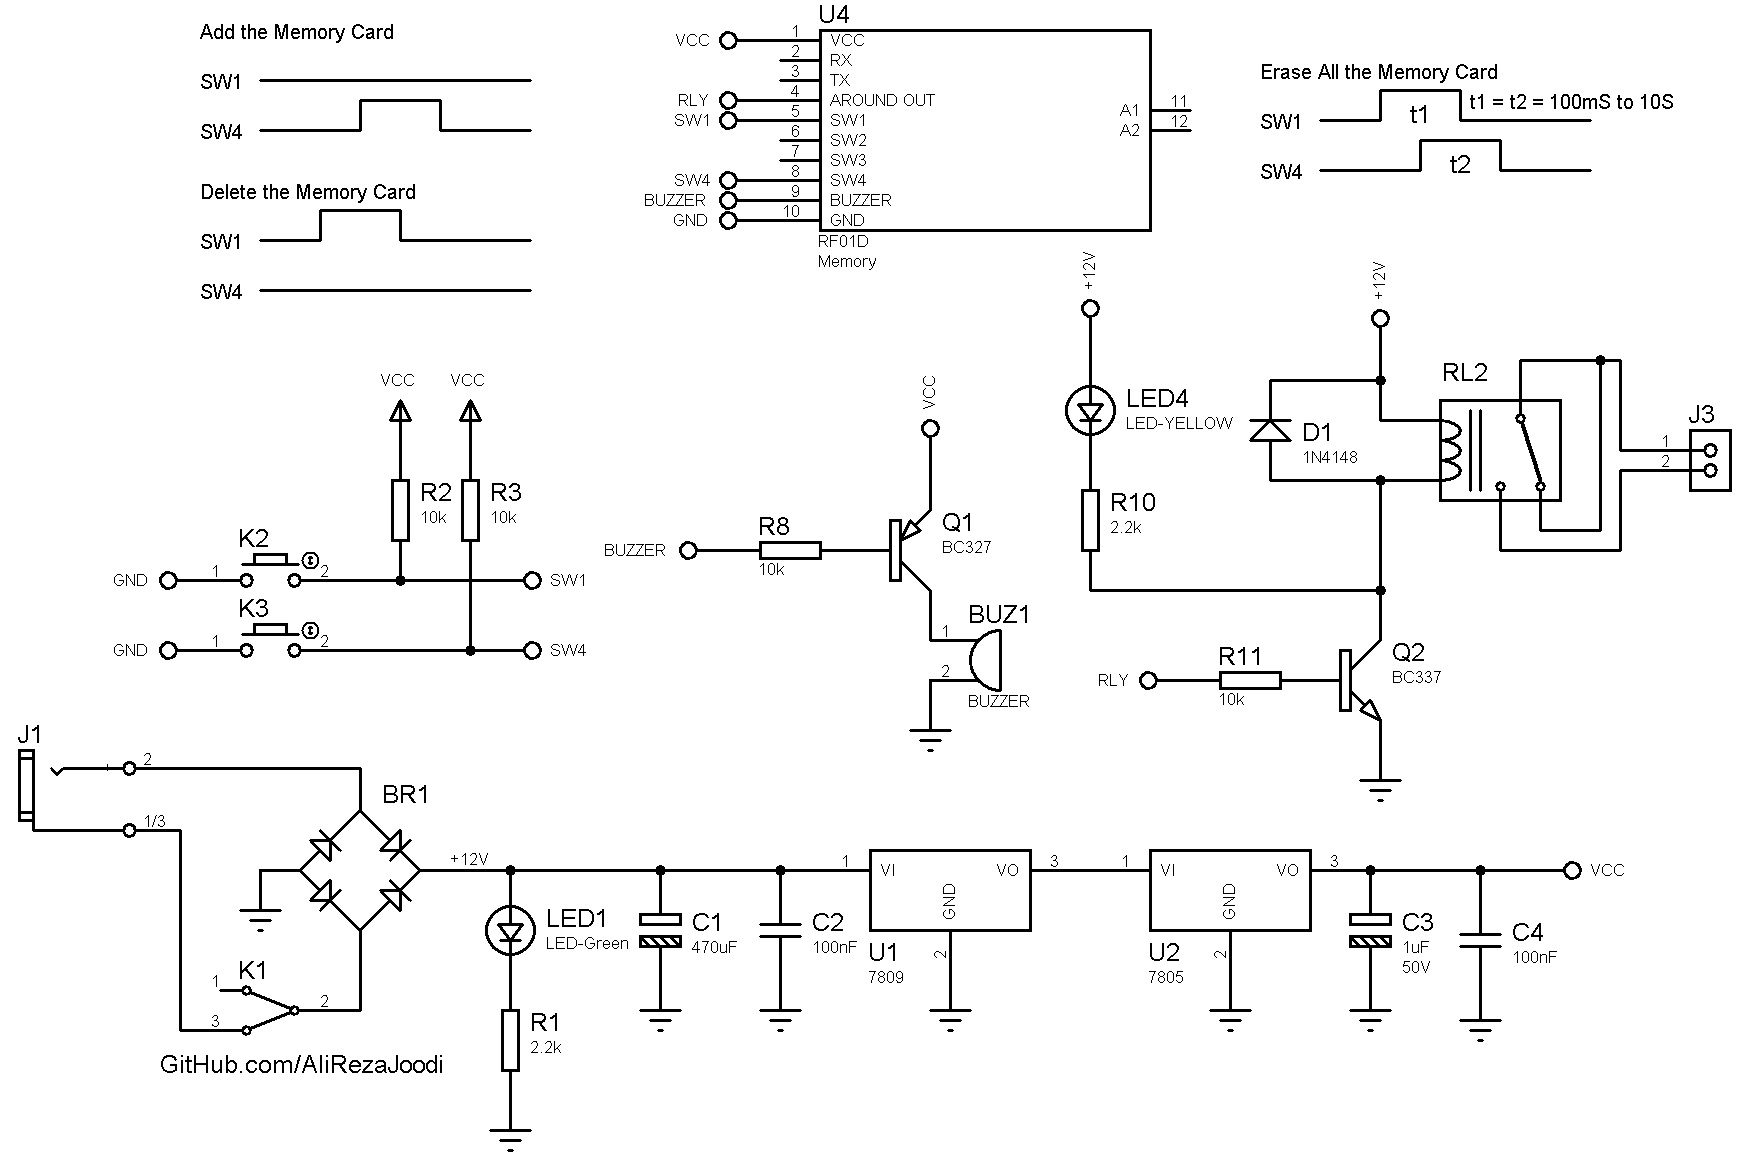 Add the Memory Card
SW1
SW4
Delete the Memory Card
SW1
SW4
U4
VCC 1 VCC
2 RX
3 TX
RLY 4 AROUND OUT
SW1 5 SW1
6 SW2
7 SW3
SW4 8 SW4
BUZZER 9 BUZZER
GND 10 GND
A1 11
A2 12
RF01D
Memory
Erase All the Memory Card
SW1 t1 t1 = t2 = 100mS to 10S
SW4 t2
VCC VCC
R2
10k
R3
10k
K2
GND 1 2 SW1
K3
GND 1 2 SW4
VCC
BUZZER
R8
10k
Q1
BC327
BUZ1
1
2
BUZZER
+12V
LED4
LED-YELLOW
R10
2.2k
+12V
D1
1N4148
RL2
J3
1
2
RLY
R11
10k
Q2
BC337
J1
2
1/3
BR1
K1
1
2
3
+12V
LED1
LED-Green
R1
2.2k
C1
470uF
C2
100nF
1 VI VO 3
GND
2
U1
7809
1 VI VO 3
GND
2
U2
7805
C3
1uF
50V
C4
100nF
VCC
GitHub.com/AliRezaJoodi